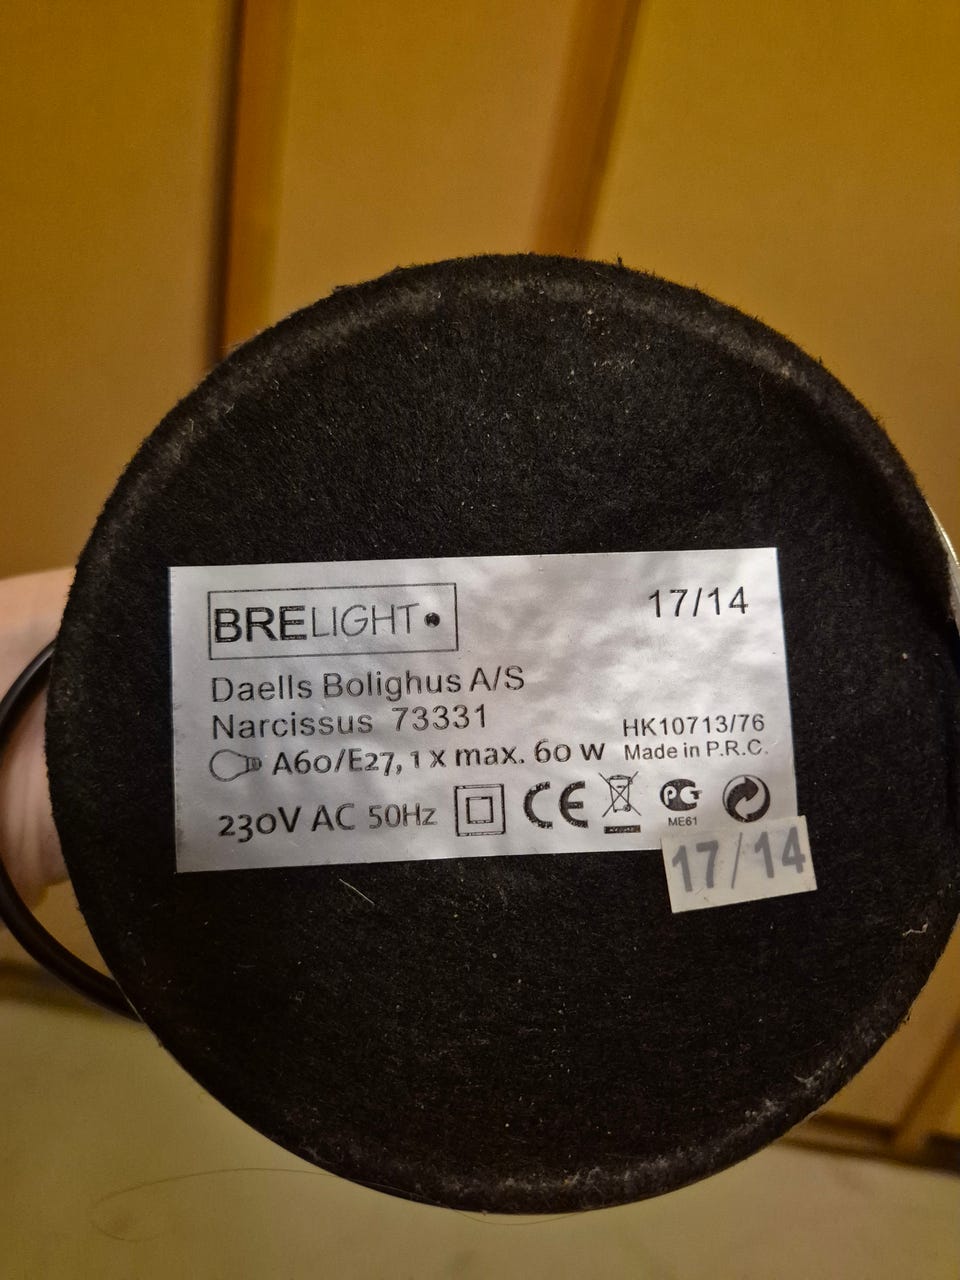 BRELIGHT
17/14
Daells Bolighus A/S
Narcissus 73331
HK10713/76
A60/E27, 1 x max. 60 w
Made in P.R.C.
230V AC 50Hz
CE
PG
ME61
17/14